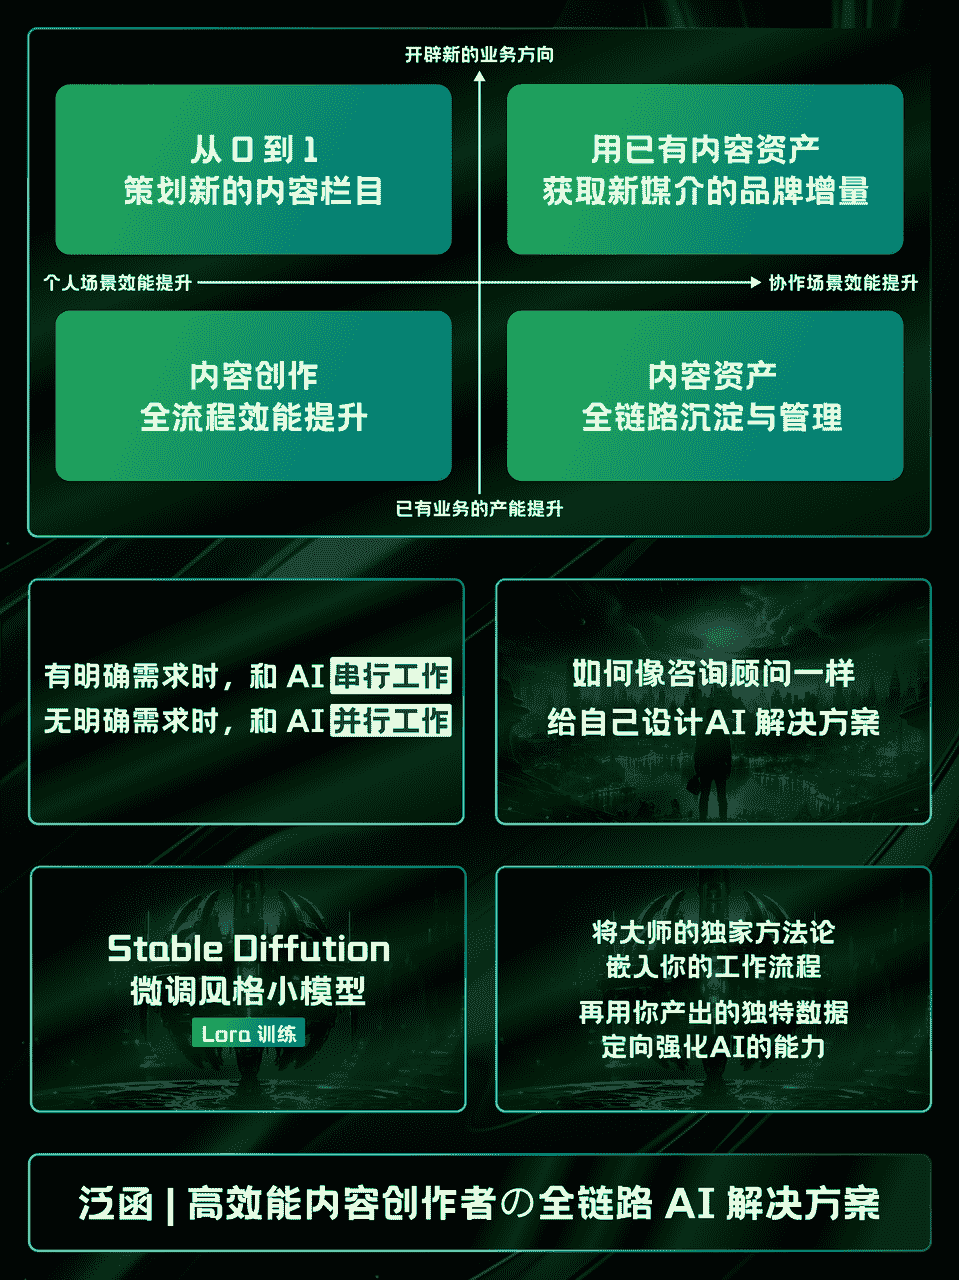 开辟新的业务方向
从 0 到 1
策划新的内容栏目
用已有内容资产
获取新媒介的品牌增量
个人场景效能提升
协作场景效能提升
内容创作
全流程效能提升
内容资产
全链路沉淀与管理
已有业务的产能提升
有明确需求时，和 AI 串行工作
无明确需求时，和 AI 并行工作
如何像咨询顾问一样
给自己设计AI 解决方案
Stable Diffution
微调风格小模型
Lora 训练
将大师的独家方法论
嵌入你的工作流程
再用你产出的独特数据
定向强化AI的能力
泛函 | 高效能内容创作者の全链路 AI 解决方案